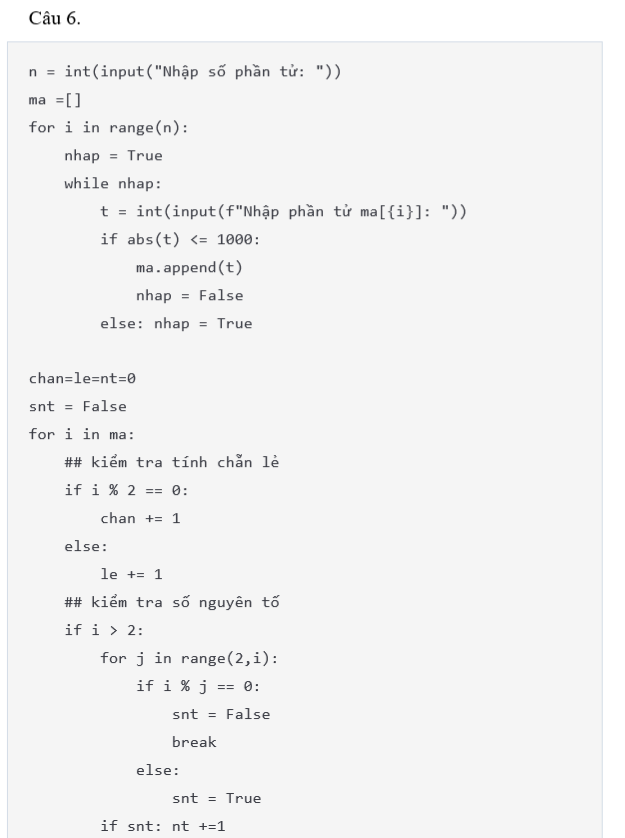 Câu 6.
n = int(input("Nhập số phần tử: "))
ma =[]
for i in range(n):
    nhap = True
    while nhap:
        t = int(input(f"Nhập phần tử ma[{i}]: "))
        if abs(t) <= 1000:
            ma.append(t)
            nhap = False
        else: nhap = True
chan=le=nt=0
snt = False
for i in ma:
    ## kiểm tra tính chẵn lẻ
    if i % 2 == 0:
        chan += 1
    else:
        le += 1
    ## kiểm tra số nguyên tố
    if i > 2:
        for j in range(2,i):
            if i % j == 0:
                snt = False
                break
            else:
                snt = True
        if snt: nt +=1